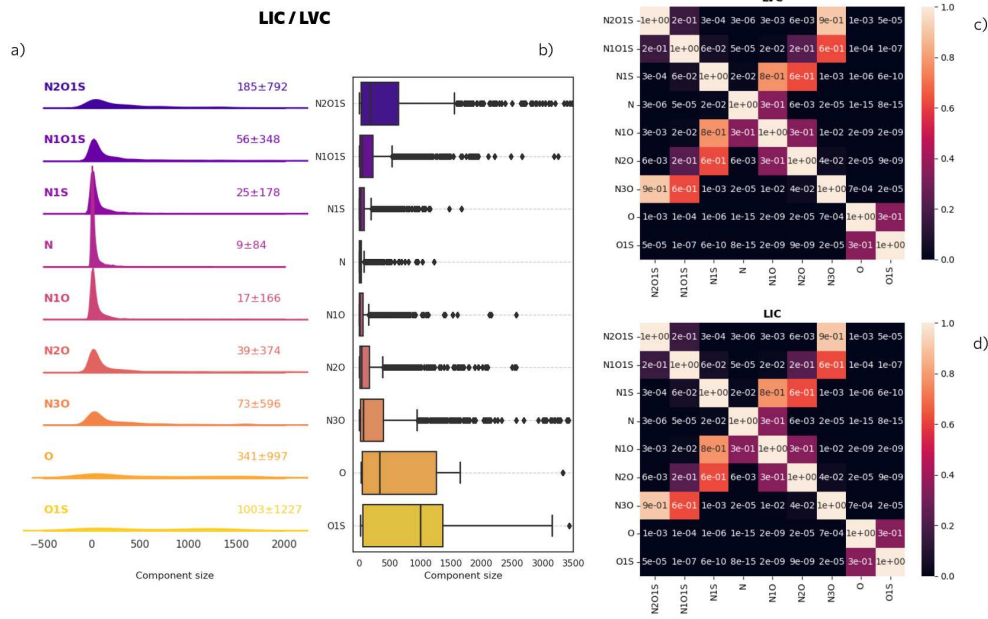 LIC / LVC
a)
N2O1S 185±792
N1O1S 56±348
N1S 25±178
N 9±84
N1O 17±166
N2O 39±374
N3O 73±596
O 341±997
O1S 1003±1227
−500 0 500 1000 1500 2000
Component size
b)
N2O1S
N1O1S
N1S
N
N1O
N2O
N3O
O
O1S
0 500 1000 1500 2000 2500 3000 3500
Component size
c)
LVC
N2O1S 1e+00 2e-01 3e-04 3e-06 3e-03 6e-03 9e-01 1e-03 5e-05
N1O1S 2e-01 1e+00 6e-02 5e-05 2e-02 2e-01 6e-01 1e-04 1e-07
N1S 3e-04 6e-02 1e+00 2e-02 8e-01 6e-01 1e-03 1e-06 6e-10
N 3e-06 5e-05 2e-02 1e+00 3e-01 6e-03 2e-05 1e-15 8e-15
N1O 3e-03 2e-02 8e-01 3e-01 1e+00 3e-01 1e-02 2e-09 2e-09
N2O 6e-03 2e-01 6e-01 6e-03 3e-01 1e+00 4e-02 2e-05 9e-09
N3O 9e-01 6e-01 1e-03 2e-05 1e-02 4e-02 1e+00 7e-04 2e-05
O 1e-03 1e-04 1e-06 1e-15 2e-09 2e-05 7e-04 1e+00 3e-01
O1S 5e-05 1e-07 6e-10 8e-15 2e-09 9e-09 2e-05 3e-01 1e+00
N2O1S N1O1S N1S N N1O N2O N3O O O1S
1.0
0.8
0.6
0.4
0.2
0.0
d)
LIC
N2O1S 1e+00 2e-01 3e-04 3e-06 3e-03 6e-03 9e-01 1e-03 5e-05
N1O1S 2e-01 1e+00 6e-02 5e-05 2e-02 2e-01 6e-01 1e-04 1e-07
N1S 3e-04 6e-02 1e+00 2e-02 8e-01 6e-01 1e-03 1e-06 6e-10
N 3e-06 5e-05 2e-02 1e+00 3e-01 6e-03 2e-05 1e-15 8e-15
N1O 3e-03 2e-02 8e-01 3e-01 1e+00 3e-01 1e-02 2e-09 2e-09
N2O 6e-03 2e-01 6e-01 6e-03 3e-01 1e+00 4e-02 2e-05 9e-09
N3O 9e-01 6e-01 1e-03 2e-05 1e-02 4e-02 1e+00 7e-04 2e-05
O 1e-03 1e-04 1e-06 1e-15 2e-09 2e-05 7e-04 1e+00 3e-01
O1S 5e-05 1e-07 6e-10 8e-15 2e-09 9e-09 2e-05 3e-01 1e+00
N2O1S N1O1S N1S N N1O N2O N3O O O1S
1.0
0.8
0.6
0.4
0.2
0.0